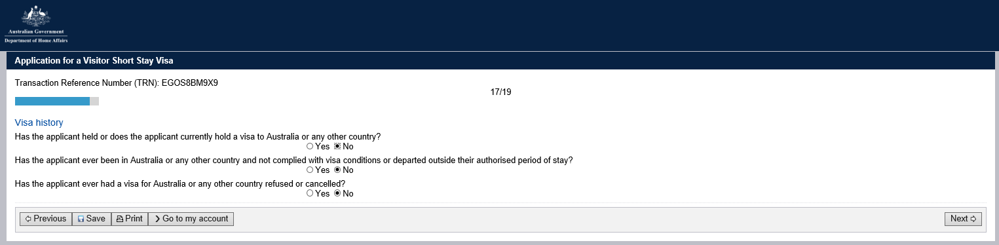 Australian Government
Department of Home Affairs
Application for a Visitor Short Stay Visa
Transaction Reference Number (TRN): EGOS8BM9X9
17/19
Visa history
Has the applicant held or does the applicant currently hold a visa to Australia or any other country?
Yes No
Has the applicant ever been in Australia or any other country and not complied with visa conditions or departed outside their authorised period of stay?
Yes No
Has the applicant ever had a visa for Australia or any other country refused or cancelled?
Yes No
Previous Save Print Go to my account Next